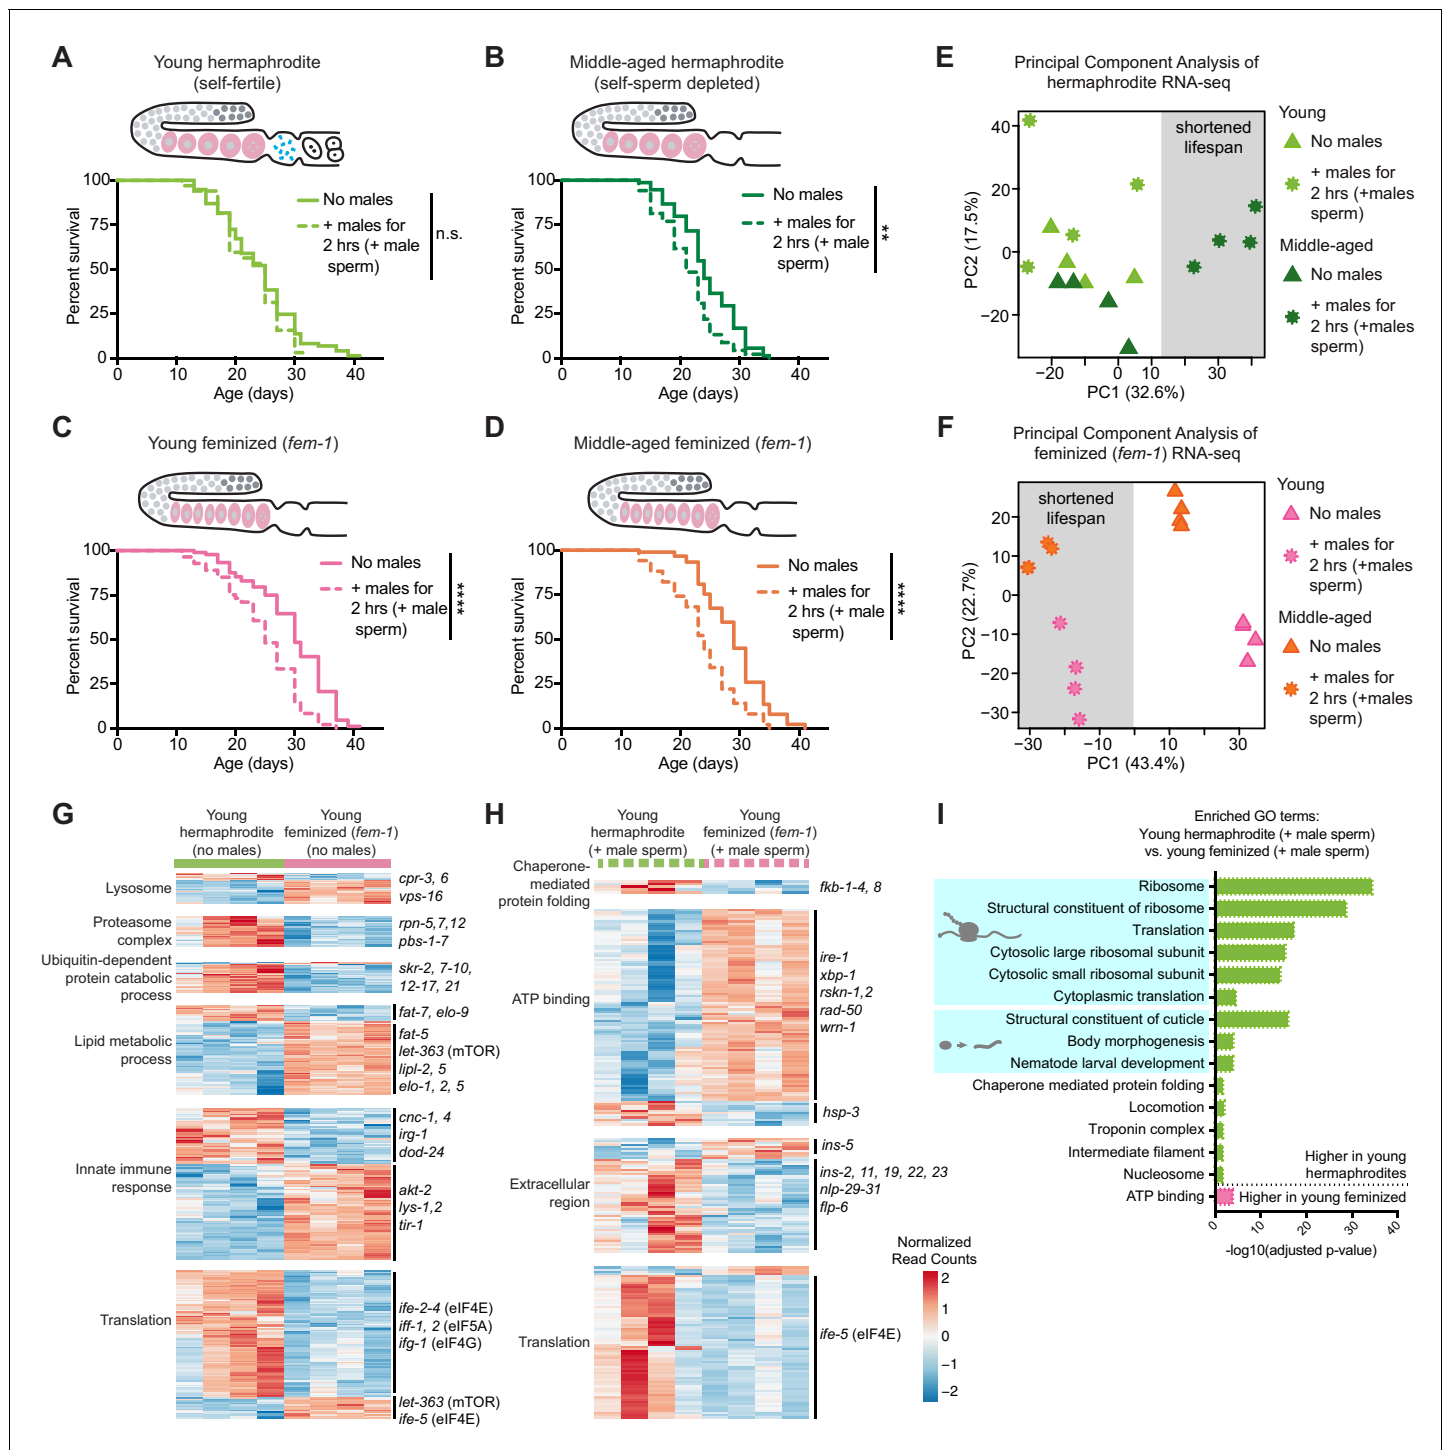 A
Young hermaphrodite
(self-fertile)
100
75
50
25
0
Percent survival
No males
+ males for
2 hrs (+ male
sperm)
n.s.
0 10 20 30 40
Age (days)
B
Middle-aged hermaphrodite
(self-sperm depleted)
100
75
50
25
0
Percent survival
No males
+ males for
2 hrs (+ male
sperm)
**
0 10 20 30 40
Age (days)
E
Principal Component Analysis of
hermaphrodite RNA-seq
shortened
lifespan
40
20
0
−20
PC2 (17.5%)
−20 0 10 30
PC1 (32.6%)
Young
No males
+ males for
2 hrs (+males
sperm)
Middle-aged
No males
+ males for
2 hrs (+males
sperm)
C
Young feminized (fem-1)
100
75
50
25
0
Percent survival
No males
+ males for
2 hrs (+ male
sperm)
****
0 10 20 30 40
Age (days)
D
Middle-aged feminized (fem-1)
100
75
50
25
0
Percent survival
No males
+ males for
2 hrs (+ male
sperm)
****
0 10 20 30 40
Age (days)
F
Principal Component Analysis of
feminized (fem-1) RNA-seq
shortened
lifespan
20
10
0
−10
−20
−30
PC2 (22.7%)
−30 −10 10 30
PC1 (43.4%)
Young
No males
+ males for
2 hrs (+males
sperm)
Middle-aged
No males
+ males for
2 hrs (+males
sperm)
G
Young
hermaphrodite
(no males)
Young
feminized (fem-1)
(no males)
Lysosome
cpr-3, 6
vps-16
Proteasome
complex
rpn-5,7,12
pbs-1-7
Ubiquitin-dependent
protein catabolic
process
skr-2, 7-10,
12-17, 21
Lipid metabolic
process
fat-7, elo-9
fat-5
let-363 (mTOR)
lipl-2, 5
elo-1, 2, 5
Innate immune
response
cnc-1, 4
irg-1
dod-24
akt-2
lys-1,2
tir-1
Translation
ife-2-4 (eIF4E)
iff-1, 2 (eIF5A)
ifg-1 (eIF4G)
let-363 (mTOR)
ife-5 (eIF4E)
H
Young
hermaphrodite
(+ male sperm)
Young
feminized (fem-1)
(+ male sperm)
Chaperone-
mediated
protein folding
fkb-1-4, 8
ATP binding
ire-1
xbp-1
rskn-1,2
rad-50
wrn-1
hsp-3
Extracellular
region
ins-5
ins-2, 11, 19, 22, 23
nlp-29-31
flp-6
Translation
ife-5 (eIF4E)
Normalized
Read Counts
2
1
0
−1
−2
I
Enriched GO terms:
Young hermaphrodite (+ male sperm)
vs. young feminized (+ male sperm)
Ribosome
Structural constituent of ribosome
Translation
Cytosolic large ribosomal subunit
Cytosolic small ribosomal subunit
Cytoplasmic translation
Structural constituent of cuticle
Body morphogenesis
Nematode larval development
Chaperone mediated protein folding
Locomotion
Troponin complex
Intermediate filament
Nucleosome
ATP binding
Higher in young
hermaphrodites
Higher in young feminized
0 10 20 30 40
-log10(adjusted p-value)